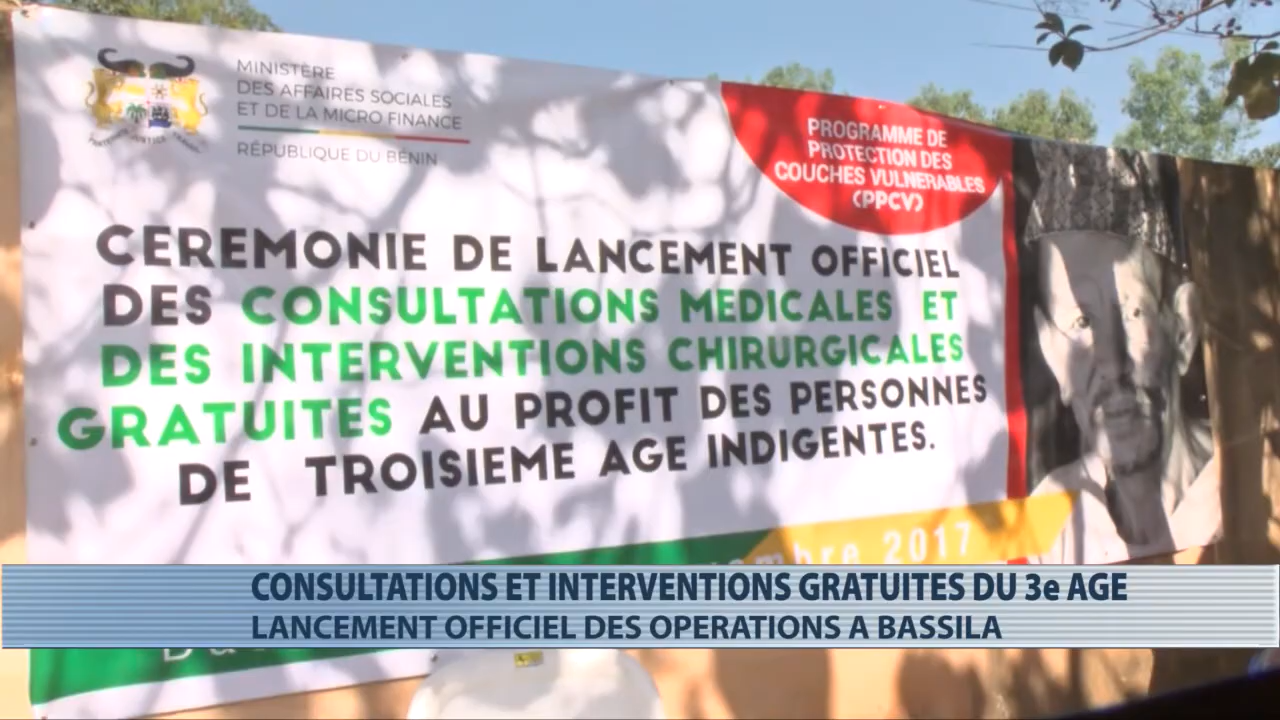 MINISTÈRE
DES AFFAIRES SOCIALES
ET DE LA MICRO FINANCE
RÉPUBLIQUE DU BÉNIN
PROGRAMME DE
PROTECTION DES
COUCHES VULNERABLES
(PPCV)
CEREMONIE DE LANCEMENT OFFICIEL
DES CONSULTATIONS MEDICALES ET
DES INTERVENTIONS CHIRURGICALES
GRATUITES AU PROFIT DES PERSONNES
DE TROISIEME AGE INDIGENTES.
2017
CONSULTATIONS ET INTERVENTIONS GRATUITES DU 3e AGE
LANCEMENT OFFICIEL DES OPERATIONS A BASSILA